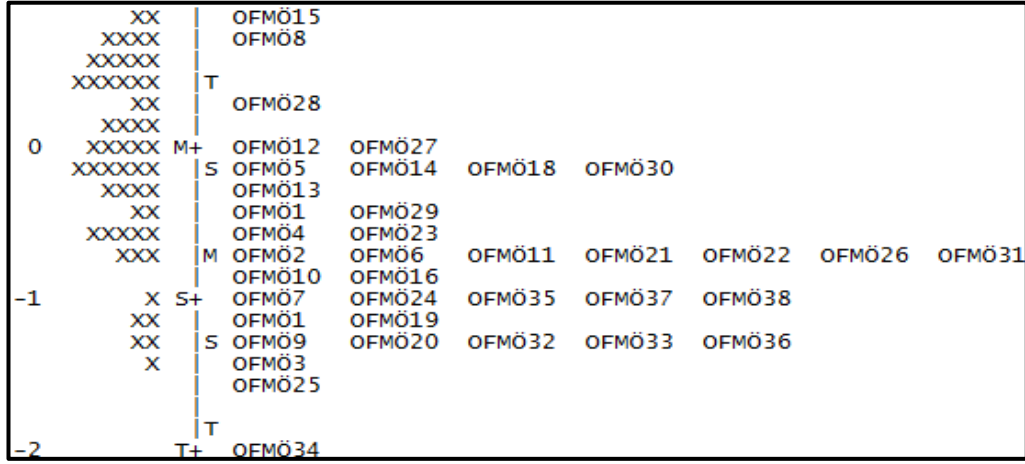 XX | OFMÖ15
XXXX | OFMÖ8
XXXXX |
XXXXXX |T
XX | OFMÖ28
XXXX |
0 XXXXX M+ OFMÖ12 OFMÖ27
XXXXXX |S OFMÖ5 OFMÖ14 OFMÖ18 OFMÖ30
XXXX | OFMÖ13
XX | OFMÖ1 OFMÖ29
XXXXX | OFMÖ4 OFMÖ23
XXX |M OFMÖ2 OFMÖ6 OFMÖ11 OFMÖ21 OFMÖ22 OFMÖ26 OFMÖ31
| OFMÖ10 OFMÖ16
-1 X S+ OFMÖ7 OFMÖ24 OFMÖ35 OFMÖ37 OFMÖ38
XX | OFMÖ1 OFMÖ19
XX |S OFMÖ9 OFMÖ20 OFMÖ32 OFMÖ33 OFMÖ36
X | OFMÖ3
| OFMÖ25
|
|T
-2 T+ OFMÖ34